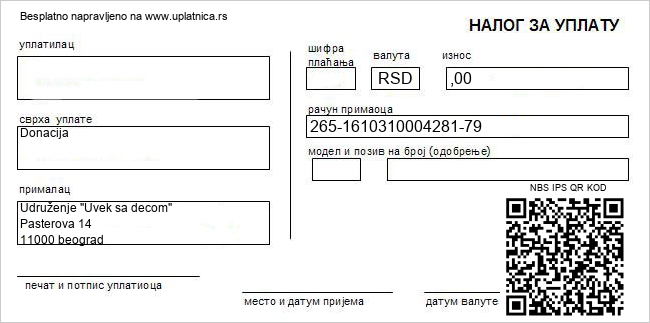 Besplatno napravljeno na www.uplatnica.rs
НАЛОГ ЗА УПЛАТУ
уплатилац
шифра плаћања
валута
износ
RSD
,00
сврха уплате
Donacija
рачун примаоца
265-1610310004281-79
модел и позив на број (одобрење)
прималац
Udruženje "Uvek sa decom"
Pasterova 14
11000 beograd
NBS IPS QR KOD
печат и потпис уплатиоца
место и датум пријема
датум валуте